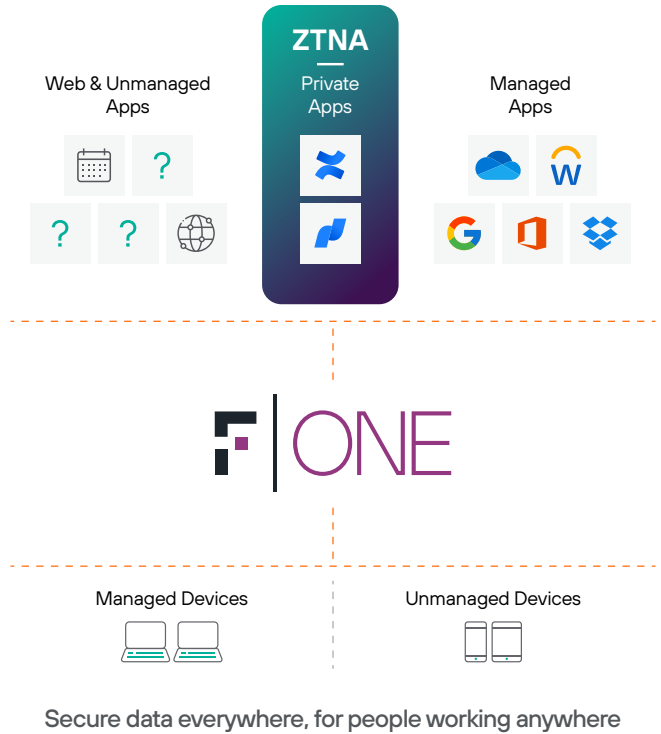 ZTNA
Web & Unmanaged
Apps
Private
Apps
Managed
Apps
?
W
?
?
G
F|ONE
Managed Devices
Unmanaged Devices
Secure data everywhere, for people working anywhere